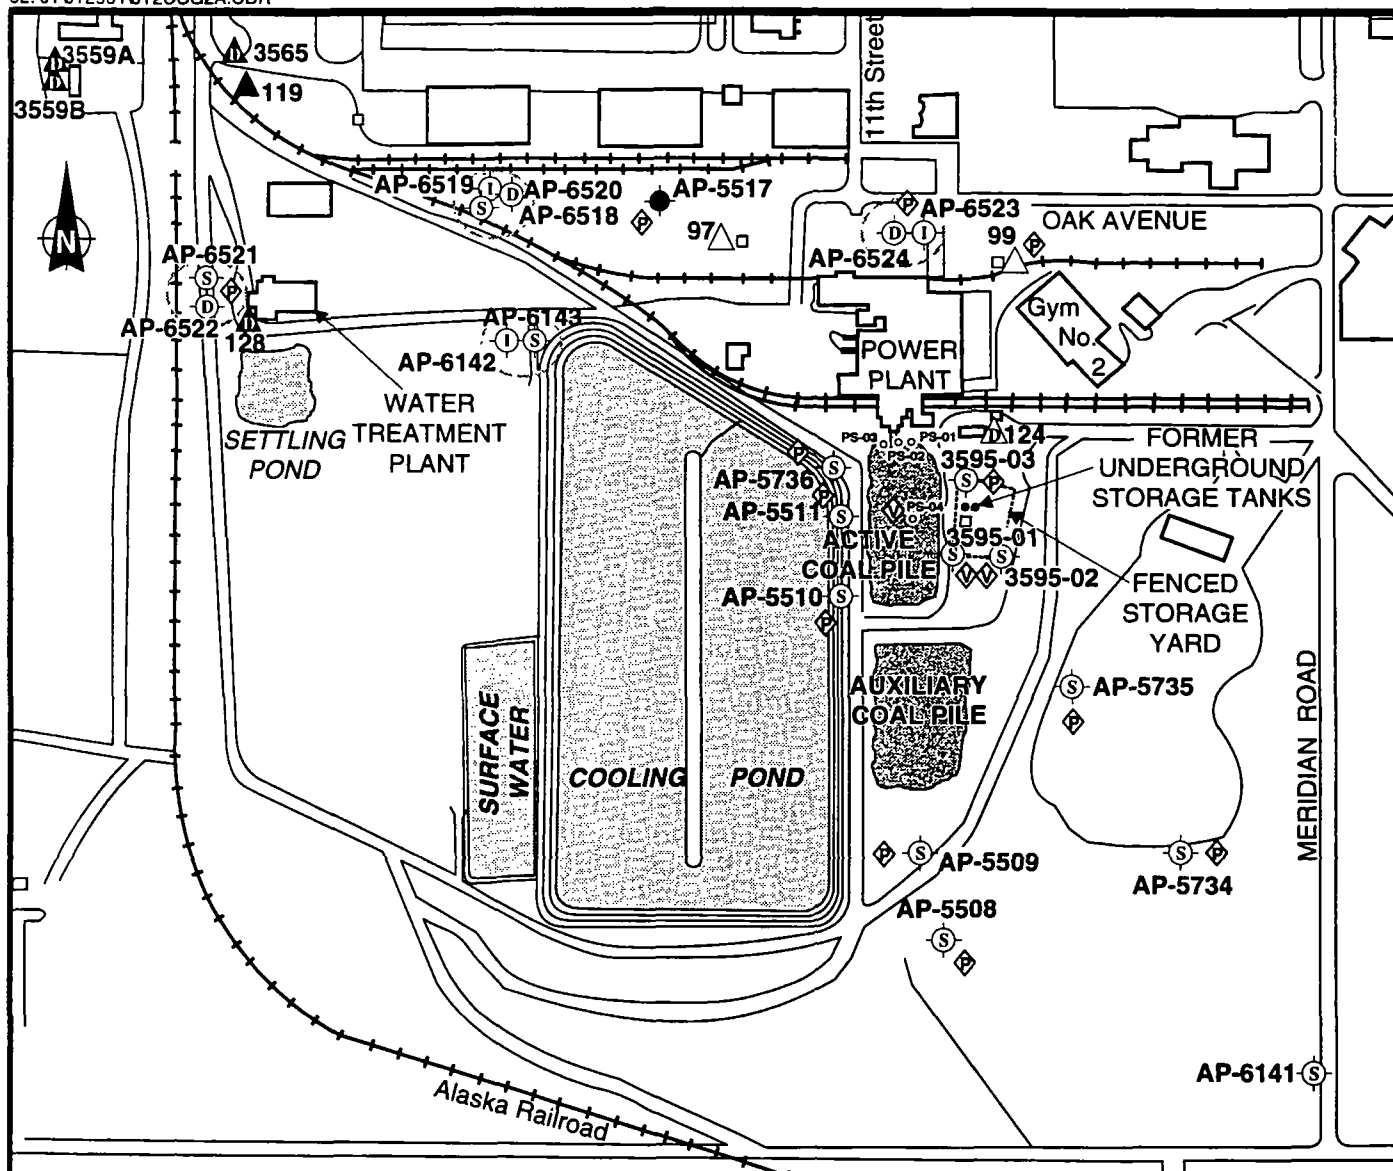 3559A
D
D
3559B
D
3565
119
11th Street
N
AP-6519
I
D
AP-6520
S
AP-6518
AP-5517
P
97
P
AP-6523
D
I
AP-6524
99
P
OAK AVENUE
AP-6521
S
P
D
AP-6522
D
128
AP-6143
I
S
AP-6142
Gym
No.
2
POWER
PLANT
WATER
TREATMENT
PLANT
SETTLING
POND
PS-03
PS-01
PS-02
D
124
FORMER
UNDERGROUND
STORAGE TANKS
P
S
AP-5736
3595-03
S
P
P
AP-5511
S
V
PS-04
ACTIVE
COAL PILE
3595-01
S
S
3595-02
V
V
AP-5510
S
P
FENCED
STORAGE
YARD
AUXILIARY
COAL PILE
S
AP-5735
P
SURFACE
WATER
COOLING
POND
MERIDIAN ROAD
P
S
AP-5509
S
P
AP-5734
AP-5508
S
P
AP-6141
S
Alaska Railroad